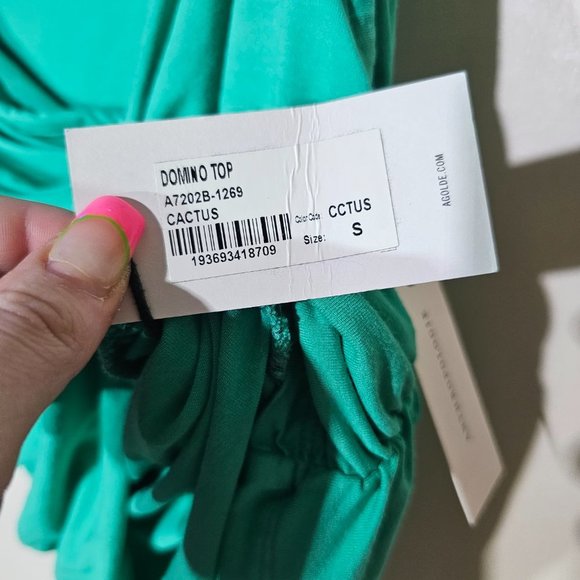 DOMINO TOP
A7202B-1269
CACTUS
Color Code: CCTUS
Size: S
193693418709
AGOLDE.COM